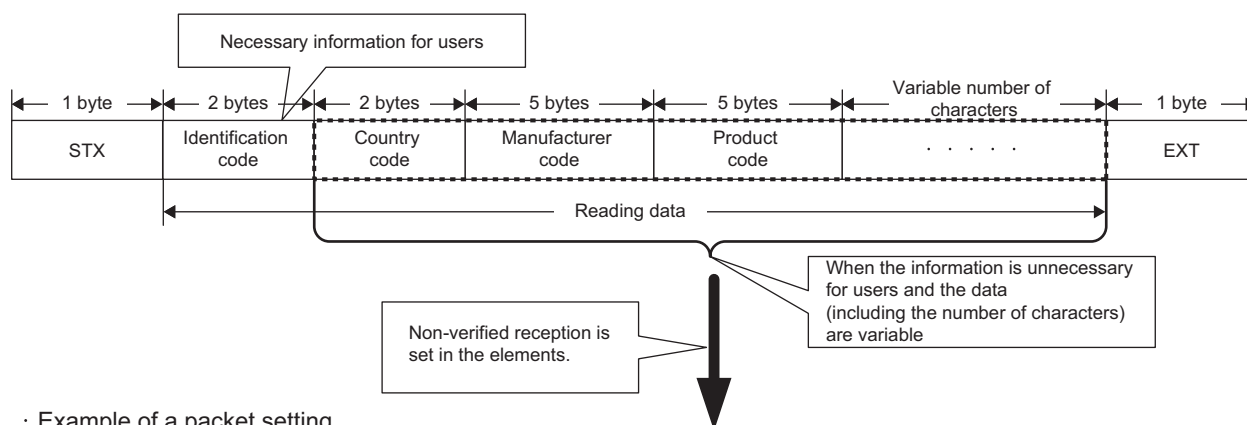 Necessary information for users
1 byte
2 bytes
2 bytes
5 bytes
5 bytes
Variable number of
characters
1 byte
STX
Identification
code
Country
code
Manufacturer
code
Product
code
· · · · ·
EXT
Reading data
When the information is unnecessary
for users and the data
(including the number of characters)
are variable
Non-verified reception is
set in the elements.
· Example of a packet setting